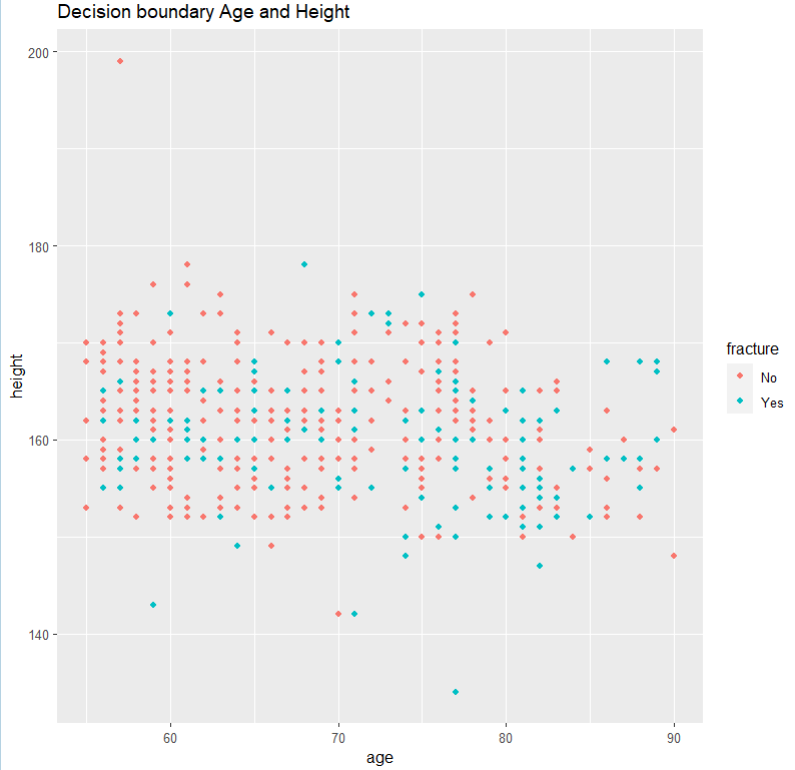 Decision boundary Age and Height
200
180
160
140
height
60
70
80
90
age
fracture
No
Yes